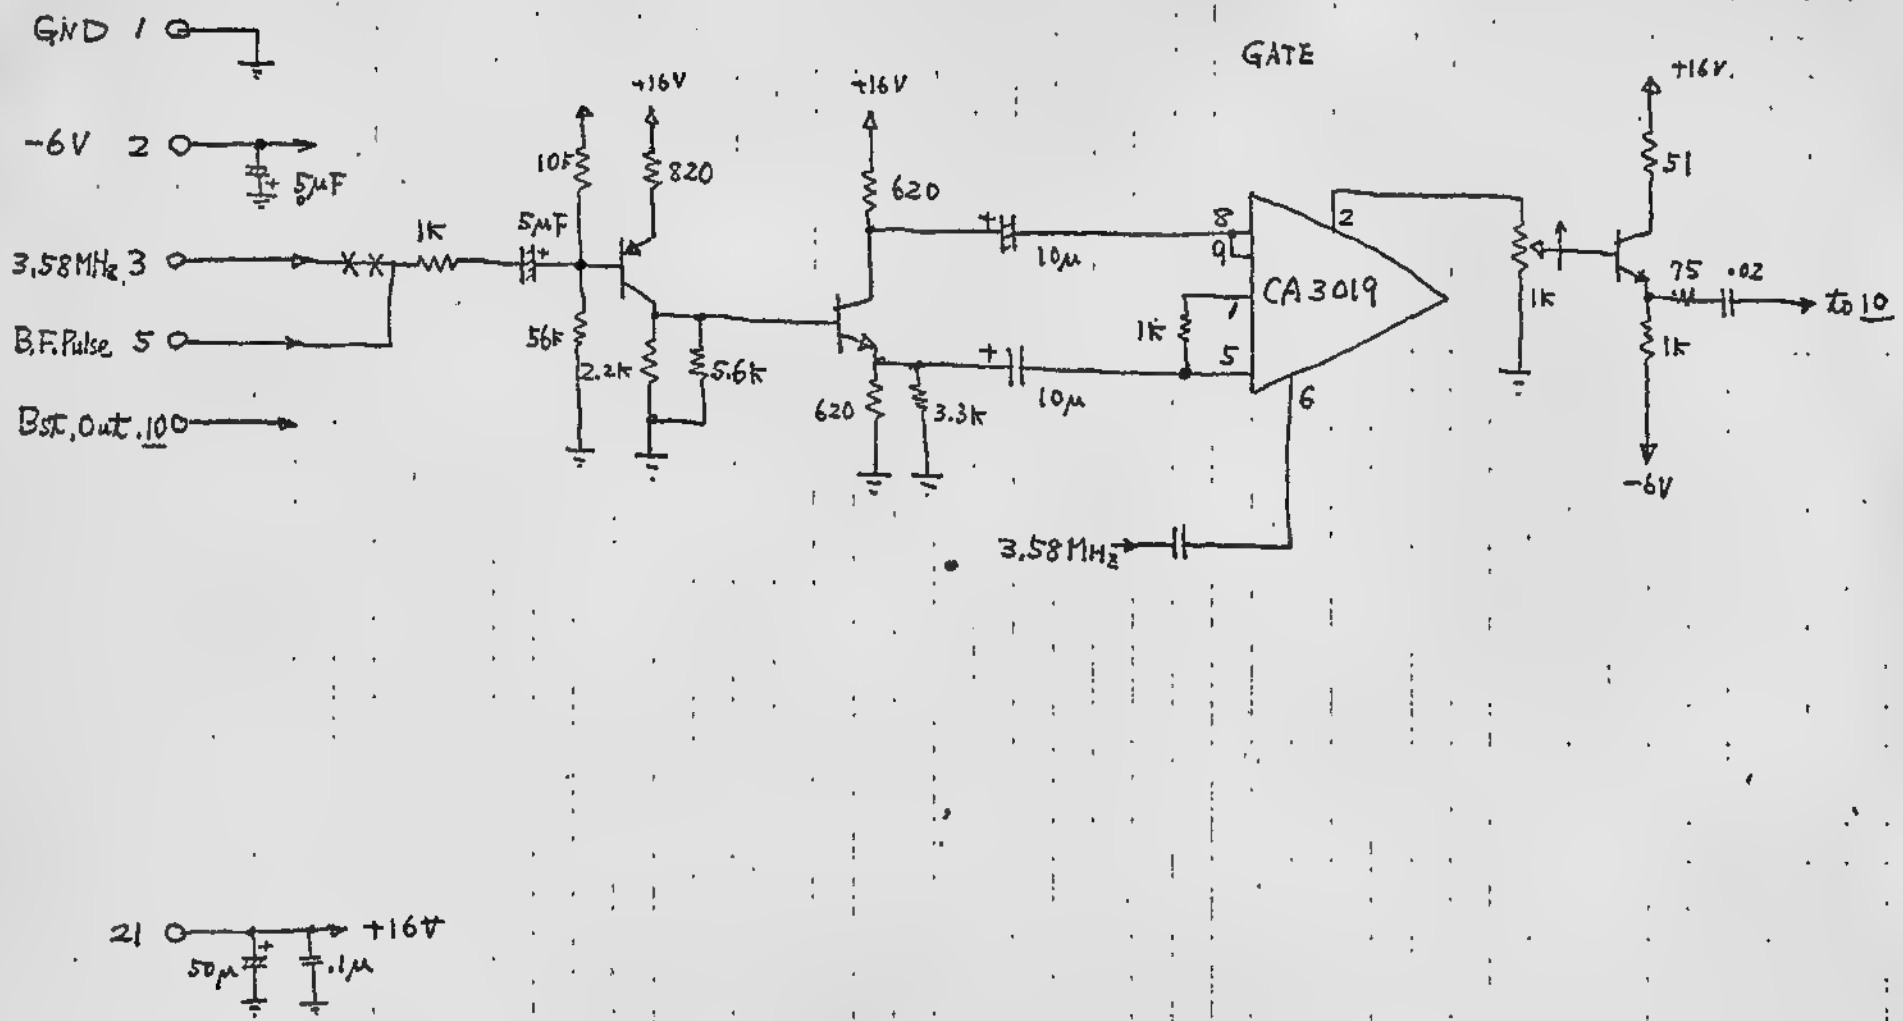 GND 1
GATE
+16V
+16V
+16V.
-6V 2
5μF
10K
820
620
51
3.58MHz 3
1K
5μF
+
+
10μ
8
9
2
CA3019
1K
75 .02
to 10
B.F.Pulse 5
56K
2.2K
5.6K
1K
1
5
+
10μ
6
1K
620
3.3K
Bst.Out.10
-6V
3.58MHz
21
+16V
50μ
+
.1μ